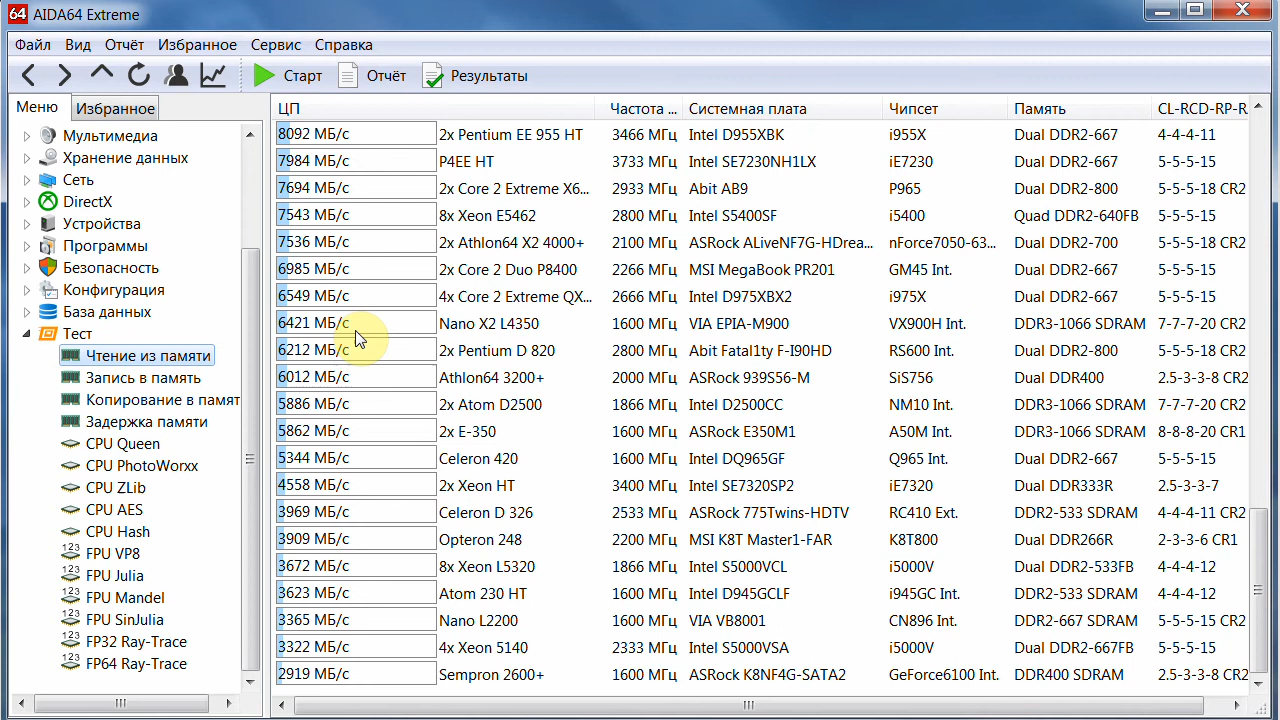 64 AIDA64 Extreme
Файл Вид Отчёт Избранное Сервис Справка
Старт Отчёт Результаты
Меню Избранное
Мультимедиа
Хранение данных
Сеть
DirectX
Устройства
Программы
Безопасность
Конфигурация
База данных
Тест
Чтение из памяти
Запись в память
Копирование в памят
Задержка памяти
CPU Queen
CPU PhotoWorxx
CPU ZLib
CPU AES
CPU Hash
123 FPU VP8
123 FPU Julia
123 FPU Mandel
123 FPU SinJulia
123 FP32 Ray-Trace
123 FP64 Ray-Trace
ЦП Частота ... Системная плата Чипсет Память CL-RCD-RP-R
8092 МБ/с 2x Pentium EE 955 HT 3466 МГц Intel D955XBK i955X Dual DDR2-667 4-4-4-11
7984 МБ/с P4EE HT 3733 МГц Intel SE7230NH1LX iE7230 Dual DDR2-667 5-5-5-15
7694 МБ/с 2x Core 2 Extreme X6... 2933 МГц Abit AB9 P965 Dual DDR2-800 5-5-5-18 CR2
7543 МБ/с 8x Xeon E5462 2800 МГц Intel S5400SF i5400 Quad DDR2-640FB 5-5-5-15
7536 МБ/с 2x Athlon64 X2 4000+ 2100 МГц ASRock ALiveNF7G-HDrea... nForce7050-63... Dual DDR2-700 5-5-5-18 CR2
6985 МБ/с 2x Core 2 Duo P8400 2266 МГц MSI MegaBook PR201 GM45 Int. Dual DDR2-667 5-5-5-15
6549 МБ/с 4x Core 2 Extreme QX... 2666 МГц Intel D975XBX2 i975X Dual DDR2-667 5-5-5-15
6421 МБ/с Nano X2 L4350 1600 МГц VIA EPIA-M900 VX900H Int. DDR3-1066 SDRAM 7-7-7-20 CR2
6212 МБ/с 2x Pentium D 820 2800 МГц Abit Fatal1ty F-I90HD RS600 Int. Dual DDR2-800 5-5-5-18 CR2
6012 МБ/с Athlon64 3200+ 2000 МГц ASRock 939S56-M SiS756 Dual DDR400 2.5-3-3-8 CR2
5886 МБ/с 2x Atom D2500 1866 МГц Intel D2500CC NM10 Int. DDR3-1066 SDRAM 7-7-7-20 CR2
5862 МБ/с 2x E-350 1600 МГц ASRock E350M1 A50M Int. DDR3-1066 SDRAM 8-8-8-20 CR1
5344 МБ/с Celeron 420 1600 МГц Intel DQ965GF Q965 Int. Dual DDR2-667 5-5-5-15
4558 МБ/с 2x Xeon HT 3400 МГц Intel SE7320SP2 iE7320 Dual DDR333R 2.5-3-3-7
3969 МБ/с Celeron D 326 2533 МГц ASRock 775Twins-HDTV RC410 Ext. DDR2-533 SDRAM 4-4-4-11 CR2
3909 МБ/с Opteron 248 2200 МГц MSI K8T Master1-FAR K8T800 Dual DDR266R 2-3-3-6 CR1
3672 МБ/с 8x Xeon L5320 1866 МГц Intel S5000VCL i5000V Dual DDR2-533FB 4-4-4-12
3623 МБ/с Atom 230 HT 1600 МГц Intel D945GCLF i945GC Int. DDR2-533 SDRAM 4-4-4-12
3365 МБ/с Nano L2200 1600 МГц VIA VB8001 CN896 Int. DDR2-667 SDRAM 5-5-5-15 CR2
3322 МБ/с 4x Xeon 5140 2333 МГц Intel S5000VSA i5000V Dual DDR2-667FB 5-5-5-15
2919 МБ/с Sempron 2600+ 1600 МГц ASRock K8NF4G-SATA2 GeForce6100 Int. DDR400 SDRAM 2.5-3-3-8 CR2